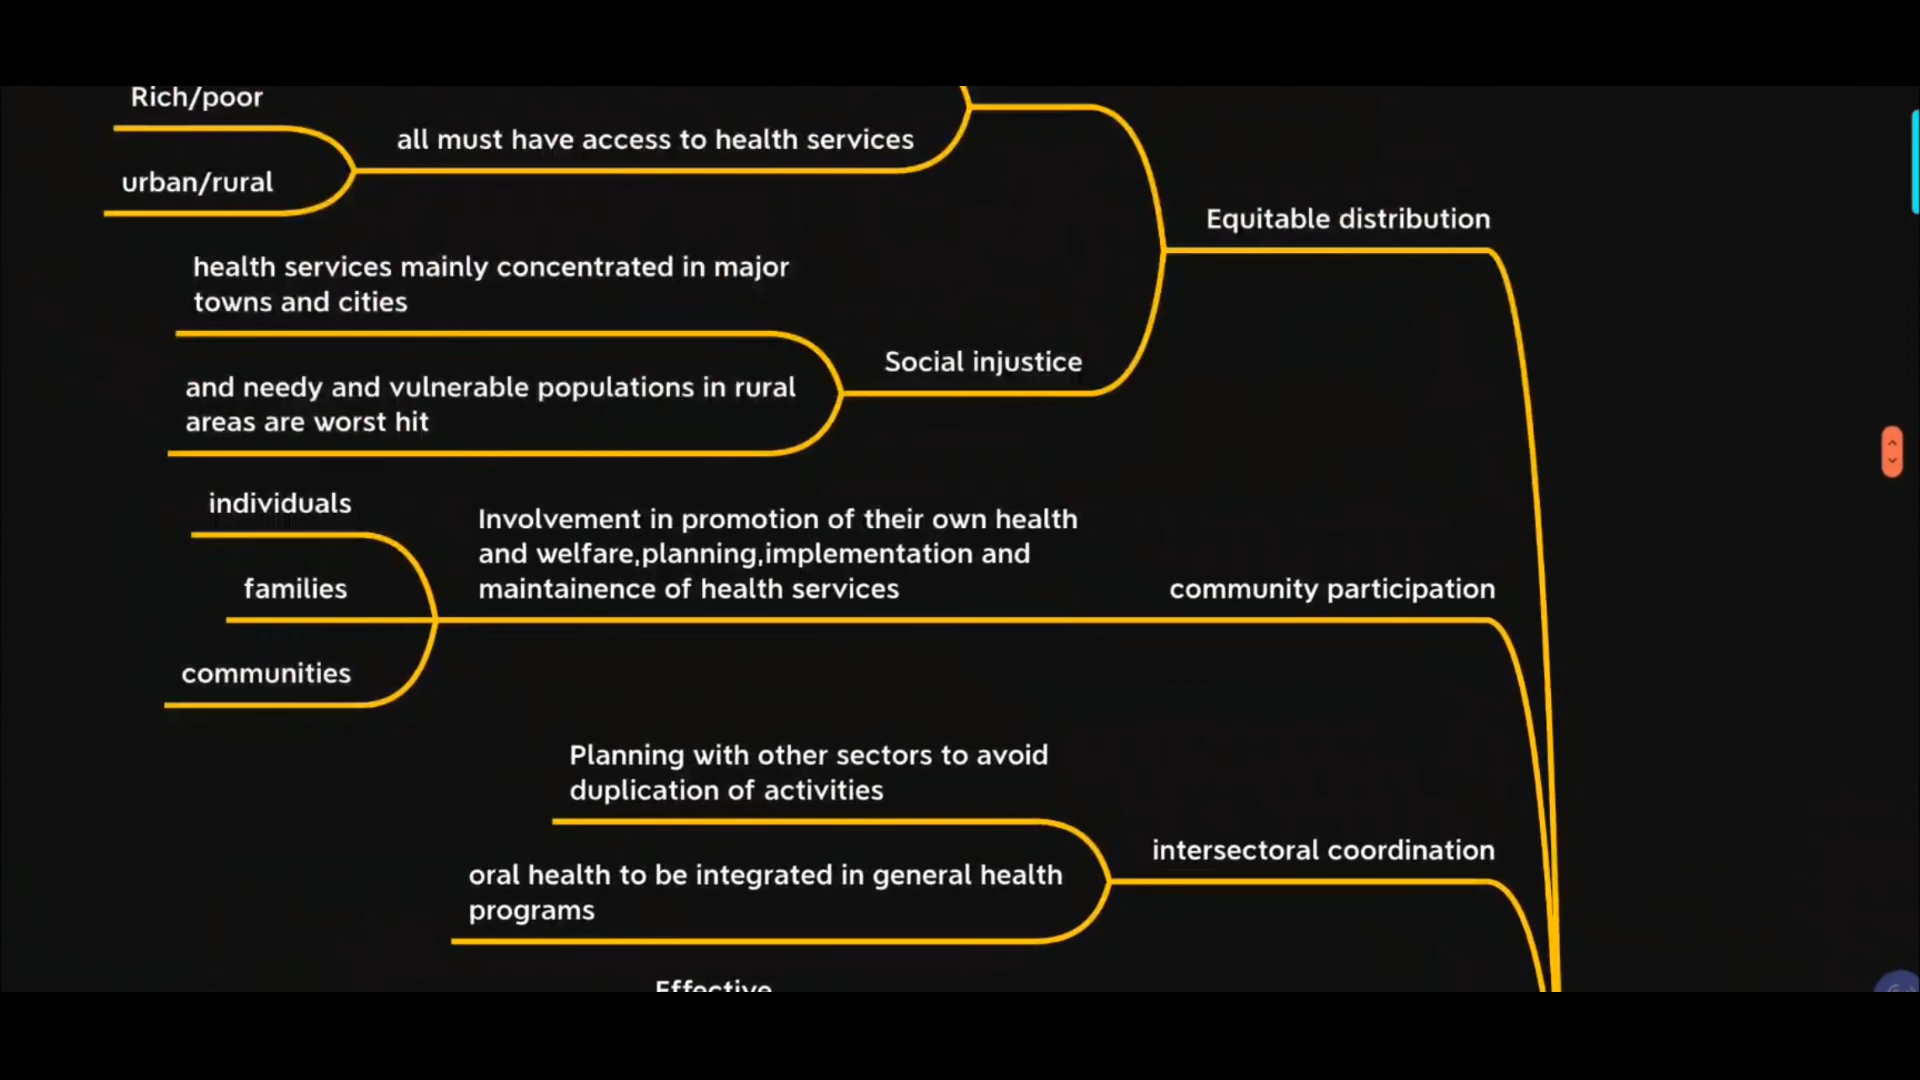 Rich/poor
all must have access to health services
urban/rural
Equitable distribution
health services mainly concentrated in major
towns and cities
Social injustice
and needy and vulnerable populations in rural
areas are worst hit
individuals
Involvement in promotion of their own health
and welfare,planning,implementation and
maintainence of health services
families
community participation
communities
Planning with other sectors to avoid
duplication of activities
intersectoral coordination
oral health to be integrated in general health
programs
Effective